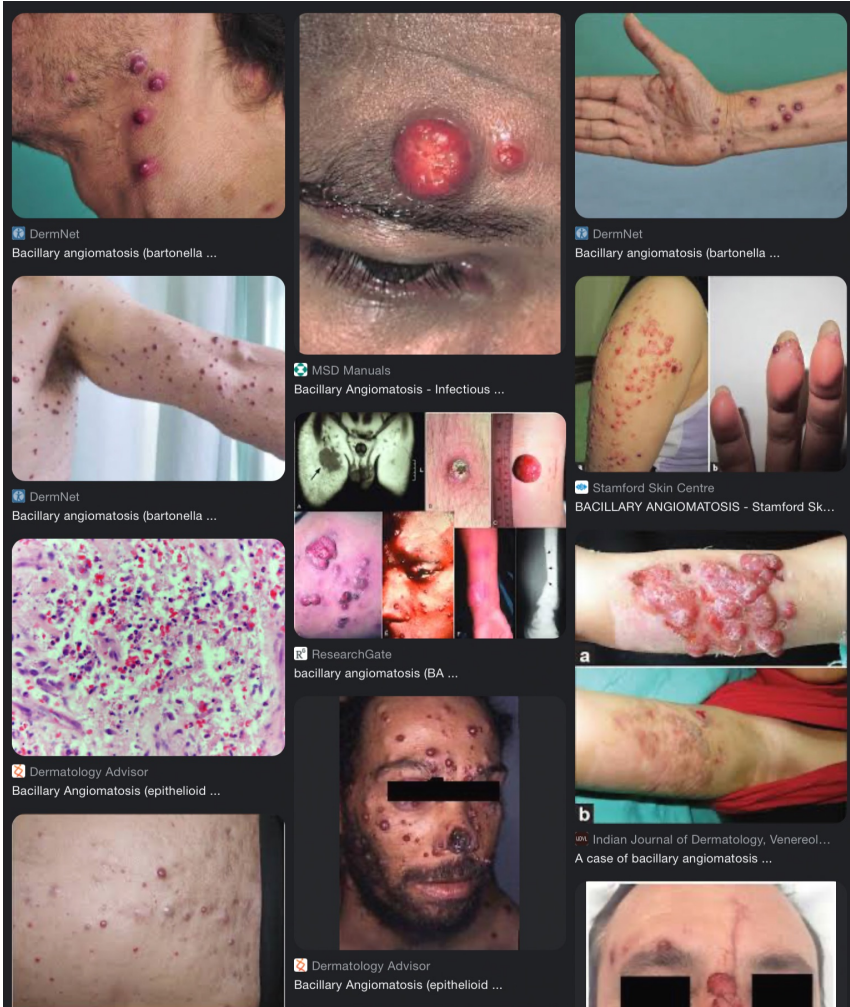 DermNet
Bacillary angiomatosis (bartonella ...
DermNet
Bacillary angiomatosis (bartonella ...
Dermatology Advisor
Bacillary Angiomatosis (epithelioid ...
MSD Manuals
Bacillary Angiomatosis - Infectious ...
ResearchGate
bacillary angiomatosis (BA ...
Dermatology Advisor
Bacillary Angiomatosis (epithelioid ...
DermNet
Bacillary angiomatosis (bartonella ...
a
b
Stamford Skin Centre
BACILLARY ANGIOMATOSIS - Stamford Sk...
a
b
Indian Journal of Dermatology, Venereol...
A case of bacillary angiomatosis ...